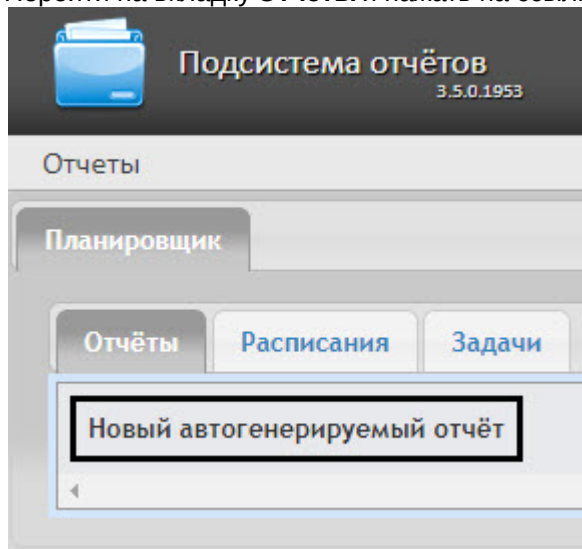 Подсистема отчётов
3.5.0.1953
Отчеты
Планировщик
Отчёты Расписания Задачи
Новый автогенерируемый отчёт